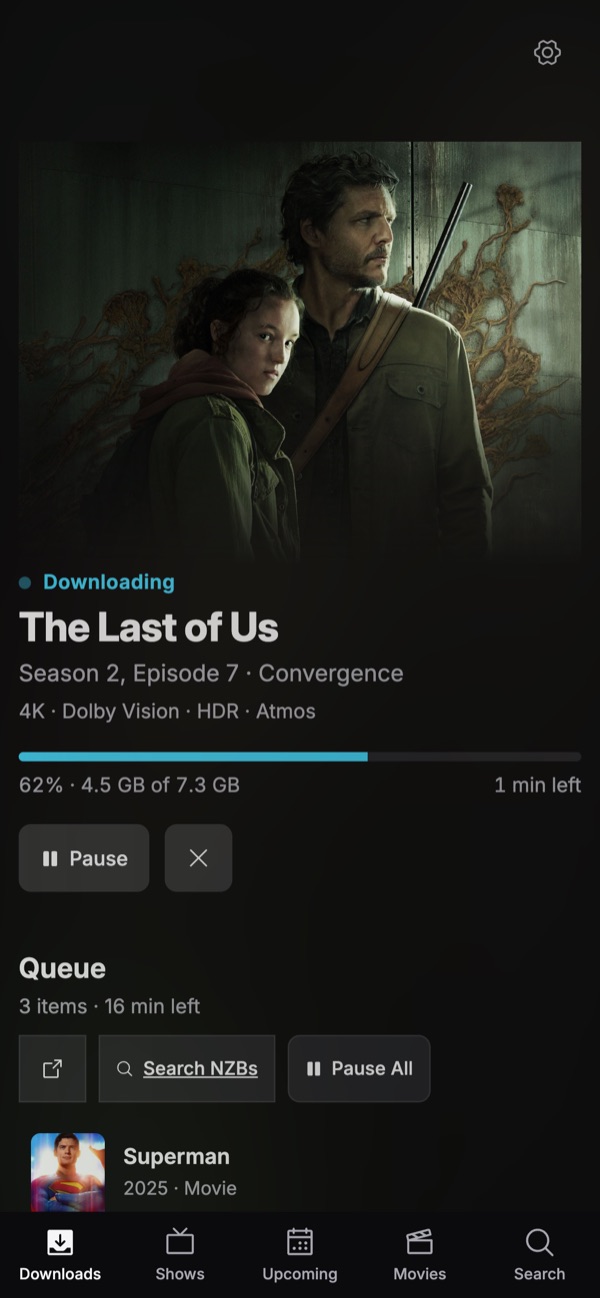 Downloading
The Last of Us
Season 2, Episode 7 · Convergence
4K · Dolby Vision · HDR · Atmos
62% · 4.5 GB of 7.3 GB 1 min left
Pause
Queue
3 items · 16 min left
Search NZBs Pause All
Superman
2025 · Movie
Downloads Shows Upcoming Movies Search